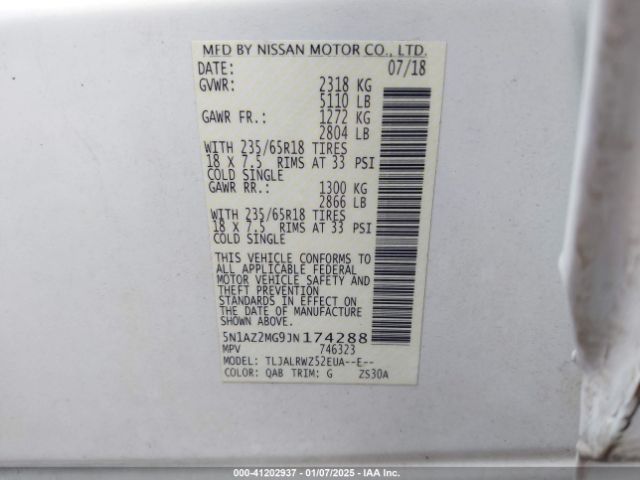 MFD BY NISSAN MOTOR CO., LTD.
DATE: 07/18
GVWR: 2318 KG
5110 LB
GAWR FR.: 1272 KG
2804 LB
WITH 235/65R18 TIRES
18 X 7.5 RIMS AT 33 PSI
COLD SINGLE
GAWR RR.: 1300 KG
2866 LB
WITH 235/65R18 TIRES
18 X 7.5 RIMS AT 33 PSI
COLD SINGLE
THIS VEHICLE CONFORMS TO
ALL APPLICABLE FEDERAL
MOTOR VEHICLE SAFETY AND
THEFT PREVENTION
STANDARDS IN EFFECT ON
THE DATE OF MANUFACTURE
SHOWN ABOVE.
5N1AZ2MG9JN174288
MPV 746323
MODEL: TLJALRWZ52EUA--E--
COLOR: QAB TRIM: G ZS30A
000-41202937 - 01/07/2025 - IAA Inc.